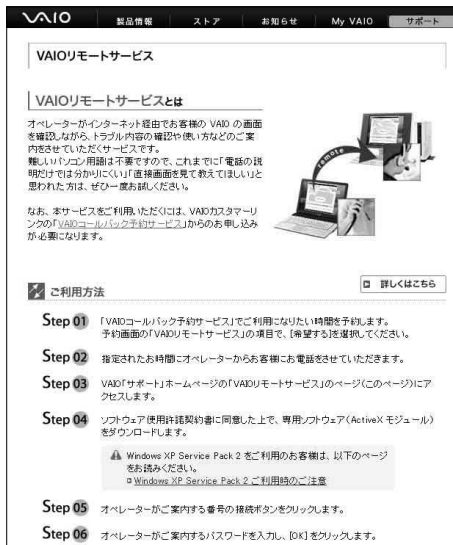 VAIO 製品情報 ストア お知らせ My VAIO サポート
VAIOリモートサービス
VAIOリモートサービスとは
オペレーターがインターネット経由でお客様の VAIO の画面
を確認しながら、トラブル内容の確認や使い方などのご案
内をさせていただくサービスです。
難しいパソコン用語は不要ですので、これまでに「電話の説
明だけでは分かりにくい」「直接画面を見て教えてほしい」と
思われた方は、ぜひ一度お試しください。
なお、本サービスをご利用いただくには、VAIOカスタマーリ
ンクの「VAIOコールバック予約サービス」からのお申し込み
が必要になります。
remote
ご利用方法
詳しくはこちら
Step 01 「VAIOコールバック予約サービス」でご利用になりたい時間を予約します。
予約画面の「VAIOリモートサービス」の項目で、[希望する]を選択してください。
Step 02 指定されたお時間にオペレーターからお客様にお電話をさせていただきます。
Step 03 VAIO「サポート」ホームページの「VAIOリモートサービス」のページ(このページ)にア
クセスします。
Step 04 ソフトウェア使用許諾契約書に同意した上で、専用ソフトウェア(ActiveX モジュール)
をダウンロードします。
Windows XP Service Pack 2 をご利用のお客様は、以下のページ
をお読みください。
Windows XP Service Pack 2 ご利用時のご注意
Step 05 オペレーターがご案内する番号の接続ボタンをクリックします。
Step 06 オペレーターがご案内するパスワードを入力し、[OK] をクリックします。